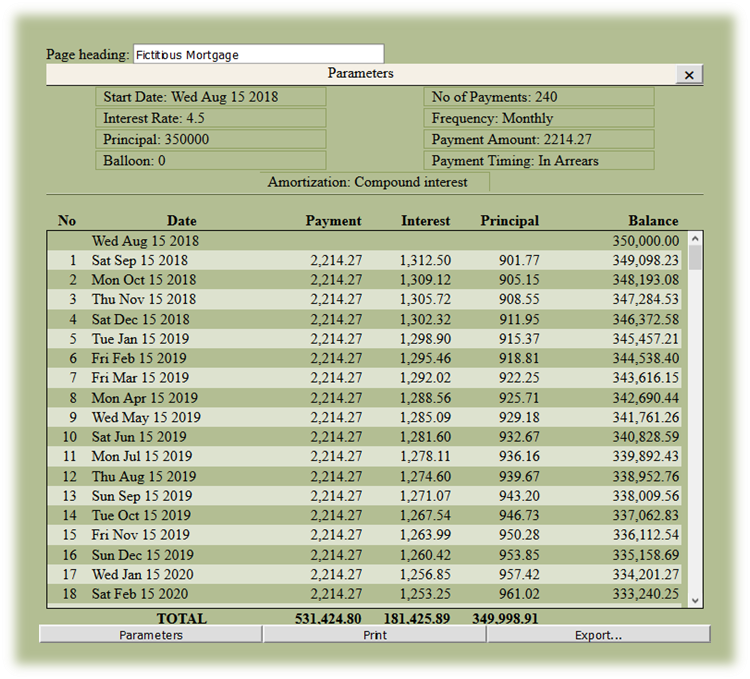 Page heading: Fictitious Mortgage
Parameters ×
Start Date: Wed Aug 15 2018 No of Payments: 240
Interest Rate: 4.5 Frequency: Monthly
Principal: 350000 Payment Amount: 2214.27
Balloon: 0 Payment Timing: In Arrears
Amortization: Compound interest
No Date Payment Interest Principal Balance
Wed Aug 15 2018 350,000.00
1 Sat Sep 15 2018 2,214.27 1,312.50 901.77 349,098.23
2 Mon Oct 15 2018 2,214.27 1,309.12 905.15 348,193.08
3 Thu Nov 15 2018 2,214.27 1,305.72 908.55 347,284.53
4 Sat Dec 15 2018 2,214.27 1,302.32 911.95 346,372.58
5 Tue Jan 15 2019 2,214.27 1,298.90 915.37 345,457.21
6 Fri Feb 15 2019 2,214.27 1,295.46 918.81 344,538.40
7 Fri Mar 15 2019 2,214.27 1,292.02 922.25 343,616.15
8 Mon Apr 15 2019 2,214.27 1,288.56 925.71 342,690.44
9 Wed May 15 2019 2,214.27 1,285.09 929.18 341,761.26
10 Sat Jun 15 2019 2,214.27 1,281.60 932.67 340,828.59
11 Mon Jul 15 2019 2,214.27 1,278.11 936.16 339,892.43
12 Thu Aug 15 2019 2,214.27 1,274.60 939.67 338,952.76
13 Sun Sep 15 2019 2,214.27 1,271.07 943.20 338,009.56
14 Tue Oct 15 2019 2,214.27 1,267.54 946.73 337,062.83
15 Fri Nov 15 2019 2,214.27 1,263.99 950.28 336,112.54
16 Sun Dec 15 2019 2,214.27 1,260.42 953.85 335,158.69
17 Wed Jan 15 2020 2,214.27 1,256.85 957.42 334,201.27
18 Sat Feb 15 2020 2,214.27 1,253.25 961.02 333,240.25
TOTAL 531,424.80 181,425.89 349,998.91
Parameters Print Export...